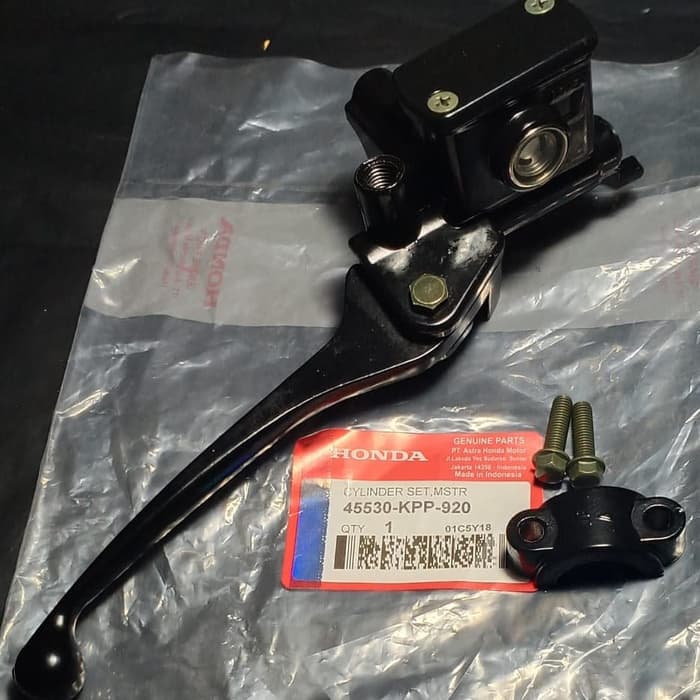 HONDA
HONDA
GENUINE PARTS
PT. Astra Honda Motor
Jl.Laksda Yos Sudarso Sunter
Jakarta 14350 - Indonesia
Made in Indonesia
CYLINDER SET,MSTR
45530-KPP-920
QTY 1 01C5Y18